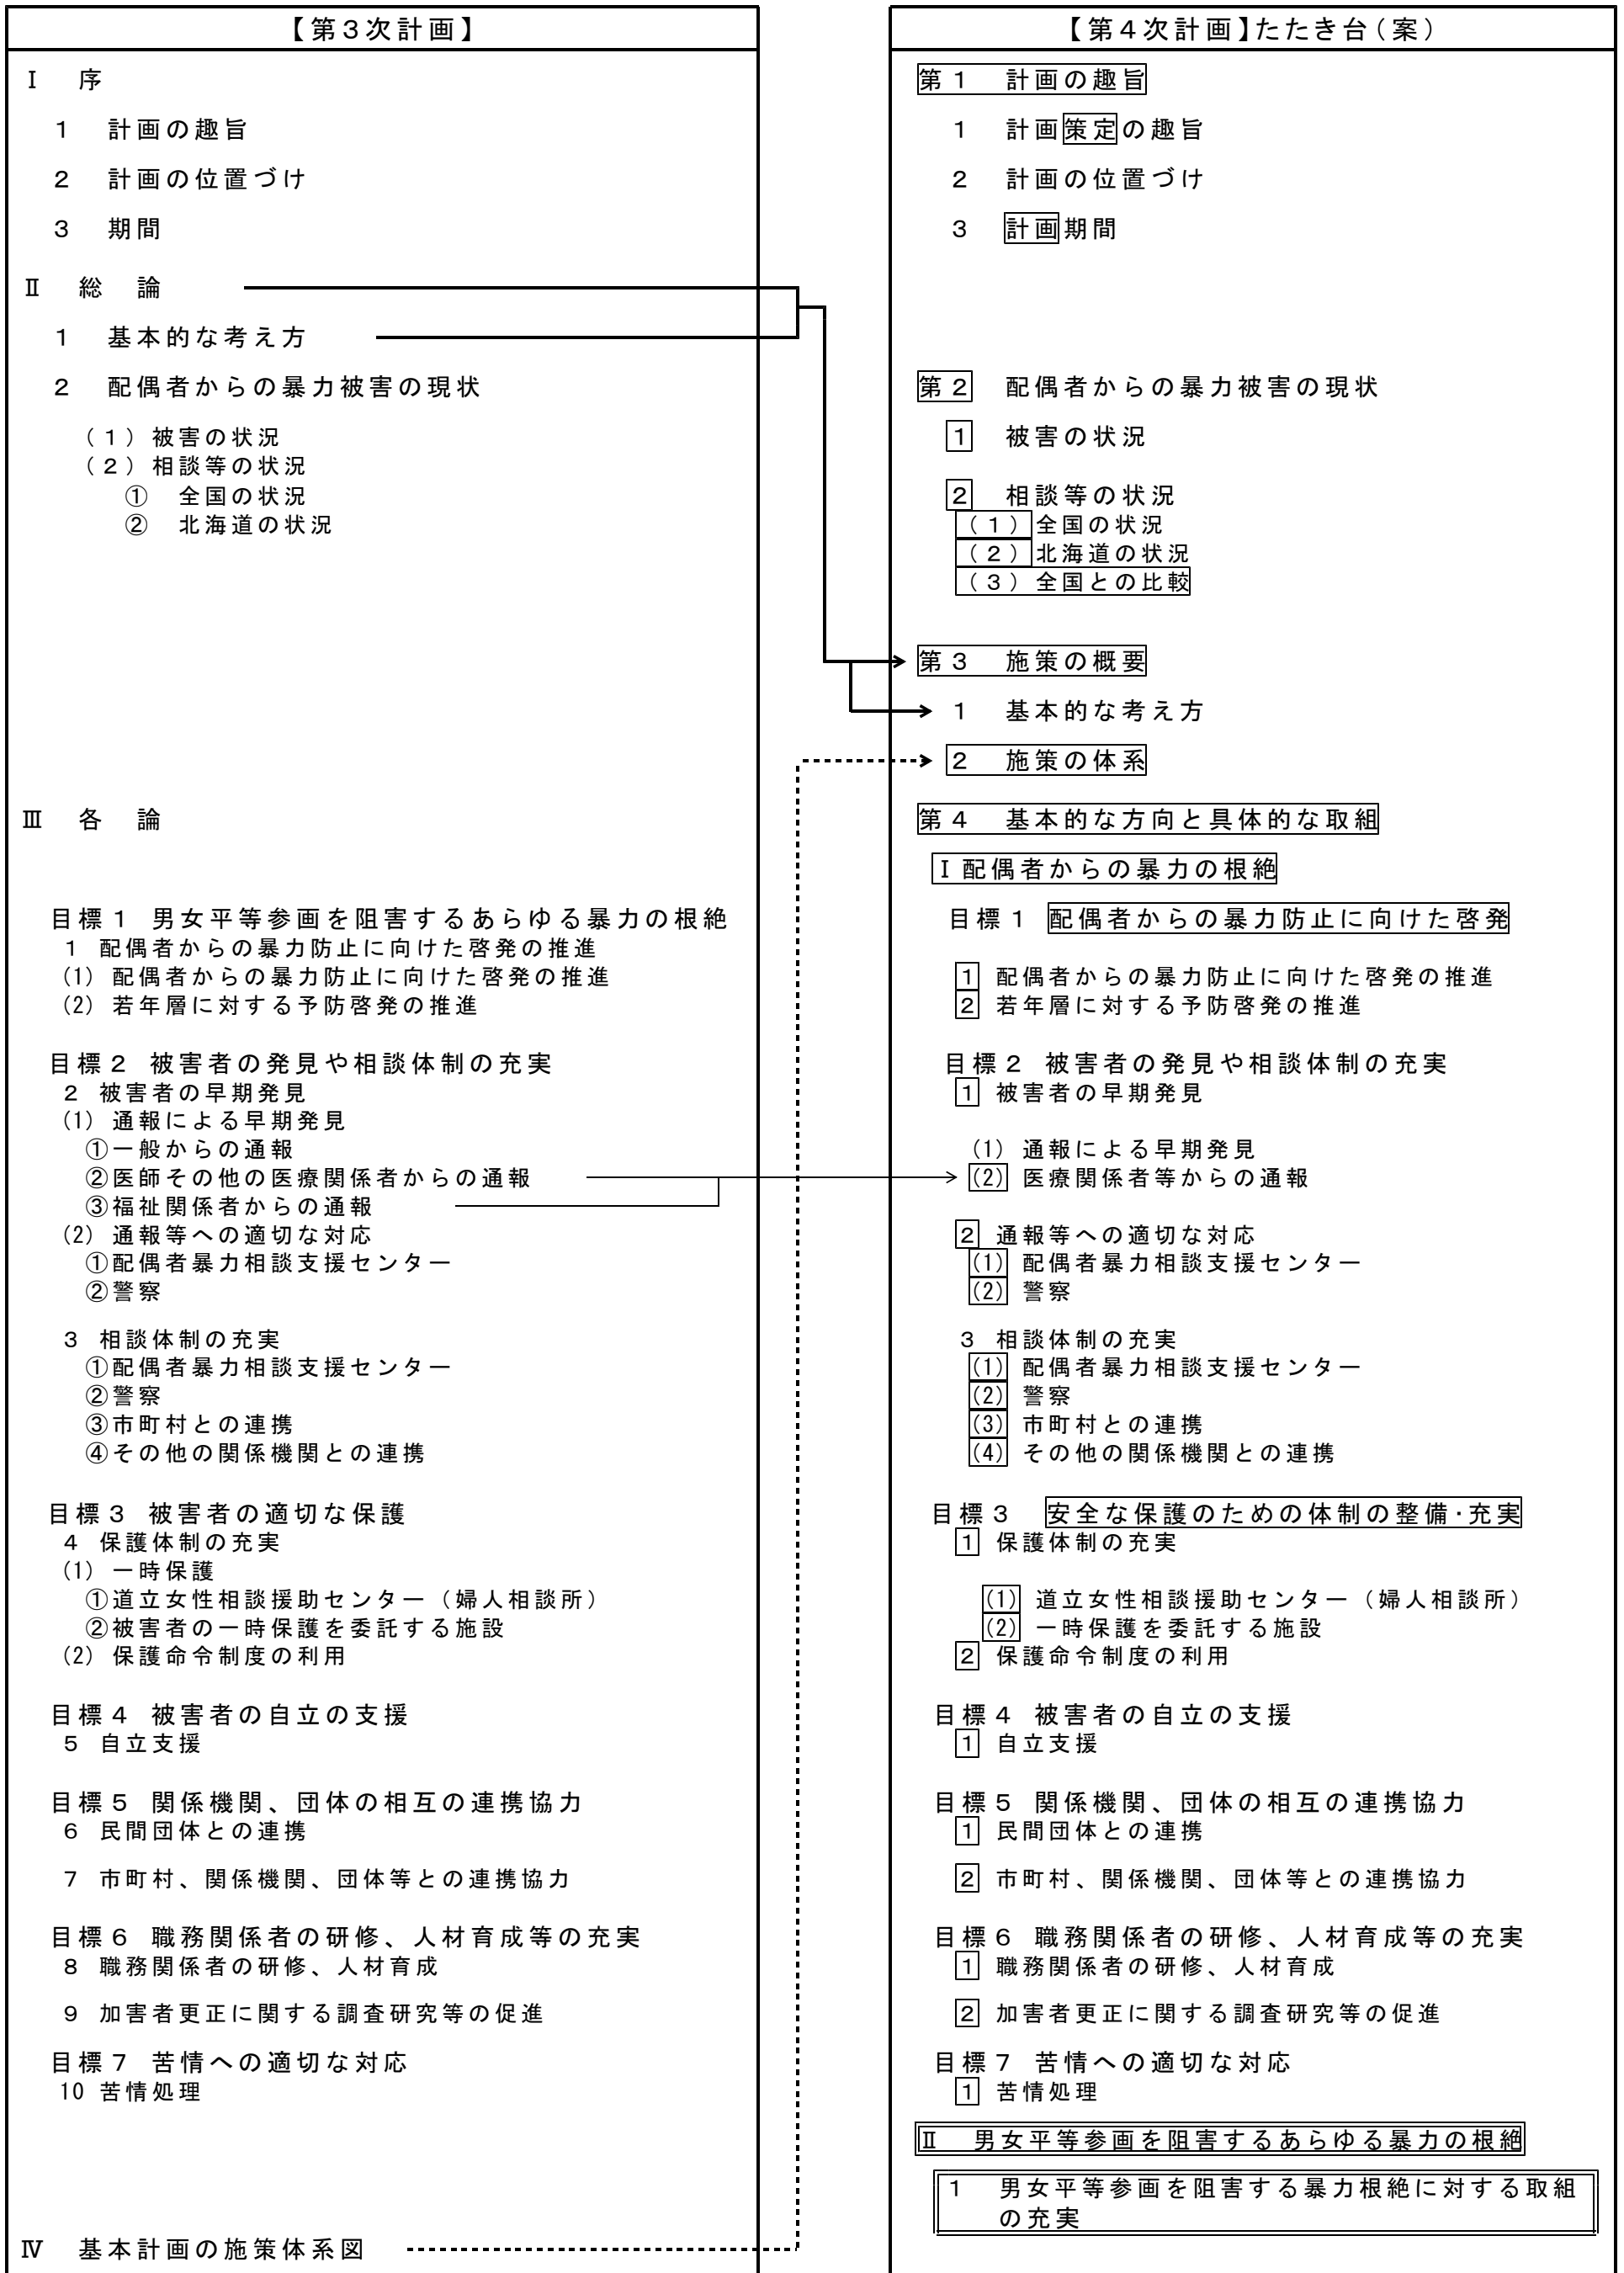 【第3次計画】
Ⅰ 序
1 計画の趣旨
2 計画の位置づけ
3 期間
Ⅱ 総 論
1 基本的な考え方
2 配偶者からの暴力被害の現状
(1)被害の状況
(2)相談等の状況
① 全国の状況
② 北海道の状況
Ⅲ 各 論
目標1 男女平等参画を阻害するあらゆる暴力の根絶
1 配偶者からの暴力防止に向けた啓発の推進
(1) 配偶者からの暴力防止に向けた啓発の推進
(2) 若年層に対する予防啓発の推進
目標2 被害者の発見や相談体制の充実
2 被害者の早期発見
(1) 通報による早期発見
①一般からの通報
②医師その他の医療関係者からの通報
③福祉関係者からの通報
(2) 通報等への適切な対応
①配偶者暴力相談支援センター
②警察
3 相談体制の充実
①配偶者暴力相談支援センター
②警察
③市町村との連携
④その他の関係機関との連携
目標3 被害者の適切な保護
4 保護体制の充実
(1) 一時保護
①道立女性相談援助センター(婦人相談所)
②被害者の一時保護を委託する施設
(2) 保護命令制度の利用
目標4 被害者の自立の支援
5 自立支援
目標5 関係機関、団体の相互の連携協力
6 民間団体との連携
7 市町村、関係機関、団体等との連携協力
目標6 職務関係者の研修、人材育成等の充実
8 職務関係者の研修、人材育成
9 加害者更正に関する調査研究等の促進
目標7 苦情への適切な対応
10 苦情処理
Ⅳ 基本計画の施策体系図
【第4次計画】たたき台(案)
第1 計画の趣旨
1 計画策定の趣旨
2 計画の位置づけ
3 計画期間
第2 配偶者からの暴力被害の現状
1 被害の状況
2 相談等の状況
(1)全国の状況
(2)北海道の状況
(3)全国との比較
第3 施策の概要
1 基本的な考え方
2 施策の体系
第4 基本的な方向と具体的な取組
Ⅰ 配偶者からの暴力の根絶
目標1 配偶者からの暴力防止に向けた啓発
1 配偶者からの暴力防止に向けた啓発の推進
2 若年層に対する予防啓発の推進
目標2 被害者の発見や相談体制の充実
1 被害者の早期発見
(1) 通報による早期発見
(2) 医療関係者等からの通報
2 通報等への適切な対応
(1) 配偶者暴力相談支援センター
(2) 警察
3 相談体制の充実
(1) 配偶者暴力相談支援センター
(2) 警察
(3) 市町村との連携
(4) その他の関係機関との連携
目標3 安全な保護のための体制の整備・充実
1 保護体制の充実
(1) 道立女性相談援助センター(婦人相談所)
(2) 一時保護を委託する施設
2 保護命令制度の利用
目標4 被害者の自立の支援
1 自立支援
目標5 関係機関、団体の相互の連携協力
1 民間団体との連携
2 市町村、関係機関、団体等との連携協力
目標6 職務関係者の研修、人材育成等の充実
1 職務関係者の研修、人材育成
2 加害者更正に関する調査研究等の促進
目標7 苦情への適切な対応
1 苦情処理
Ⅱ 男女平等参画を阻害するあらゆる暴力の根絶
1 男女平等参画を阻害する暴力根絶に対する取組
の充実